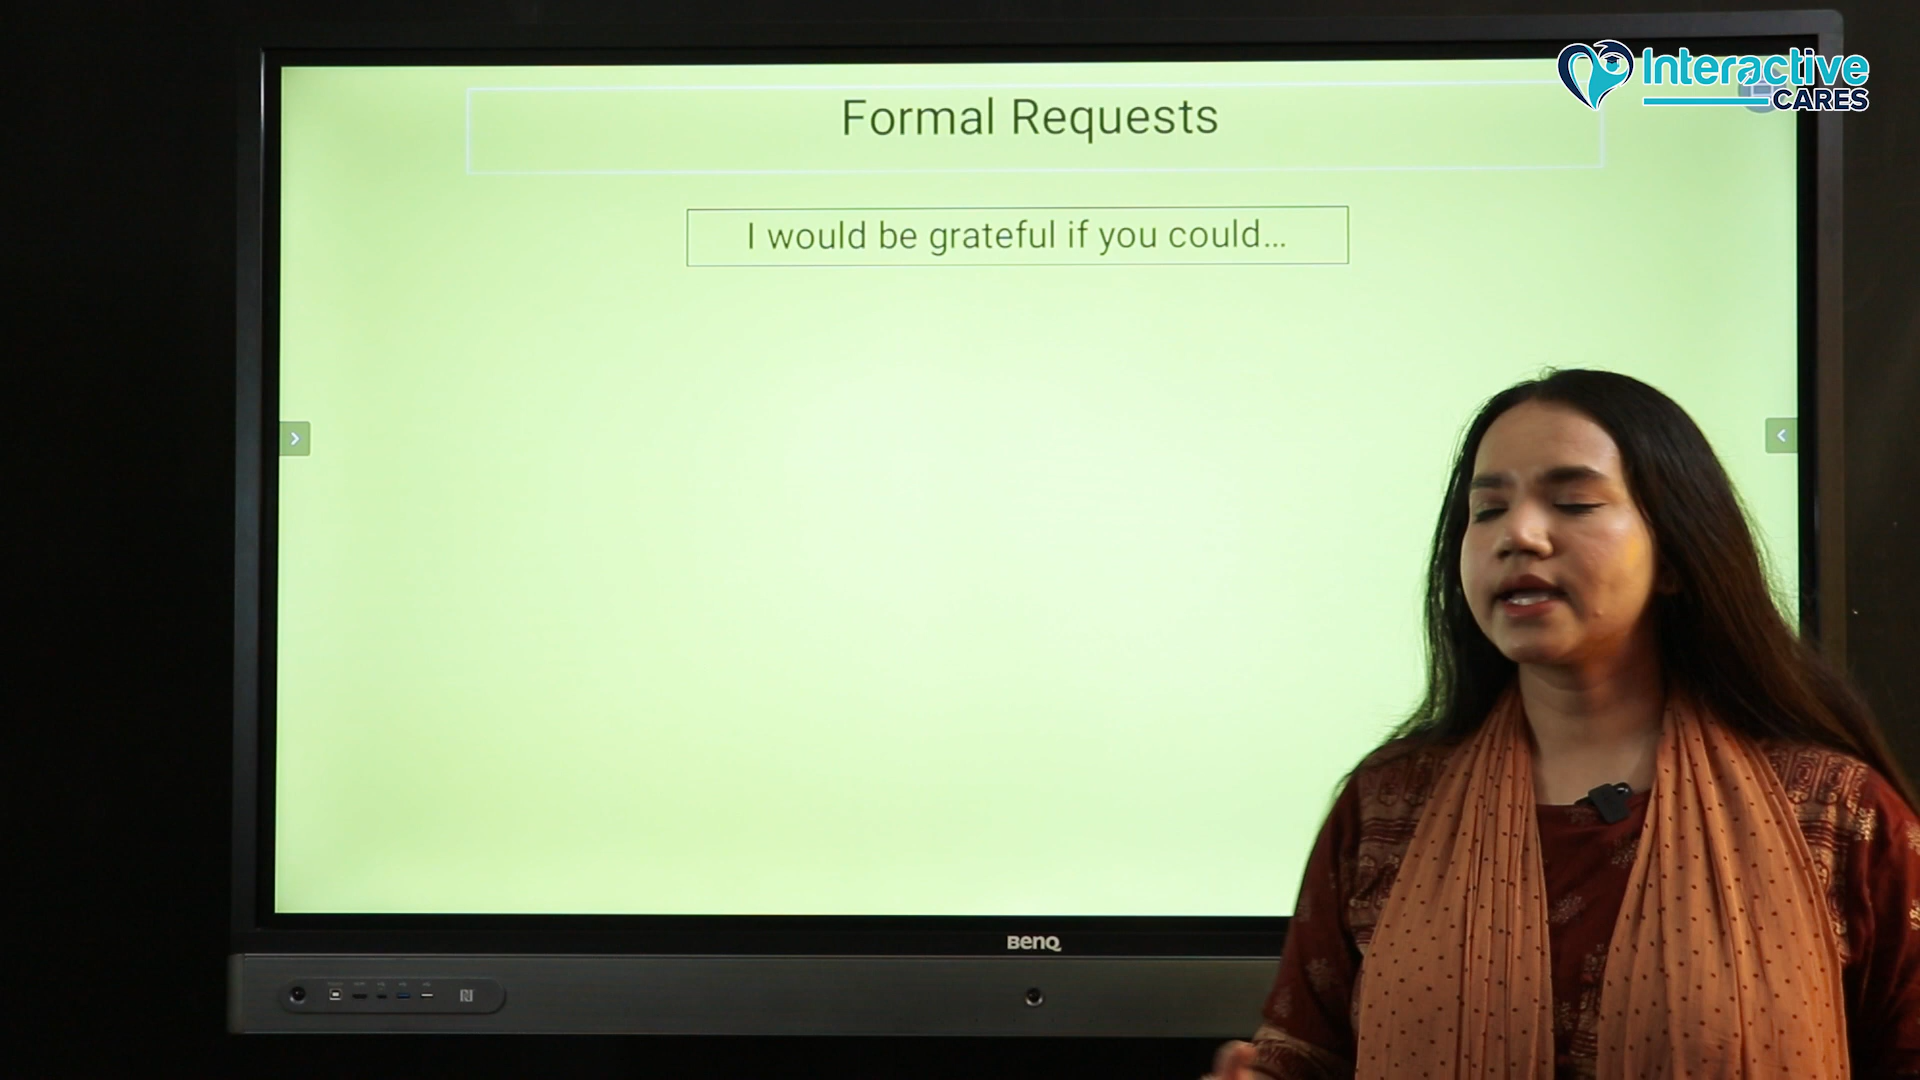 Interactive
CARES
Formal Requests
I would be grateful if you could...
BenQ